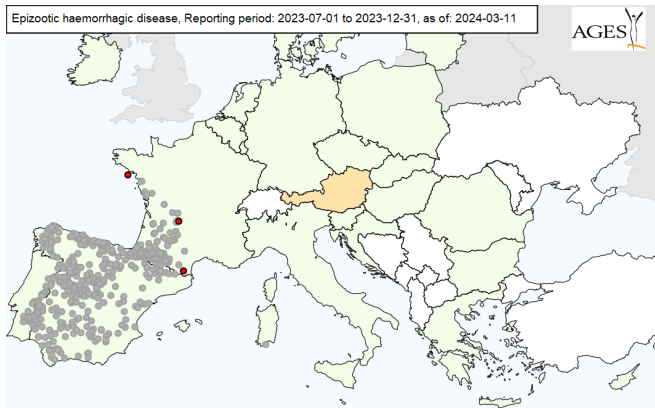 Epizootic haemorrhagic disease, Reporting period: 2023-07-01 to 2023-12-31, as of: 2024-03-11
AGES